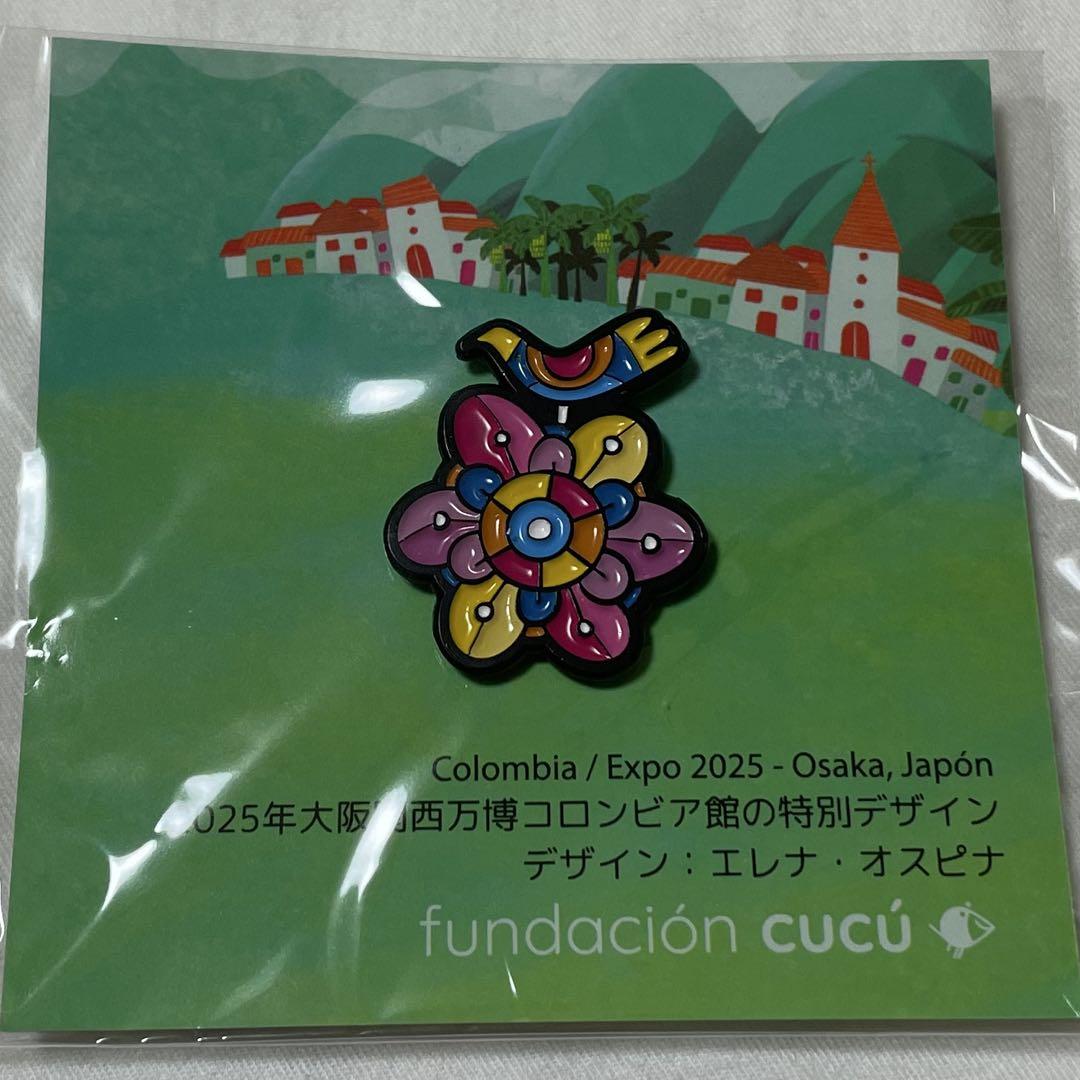 Colombia / Expo 2025 - Osaka, Japón
2025年大阪関西万博コロンビア館の特別デザイン
デザイン：エレナ・オスピナ
fundación cucú